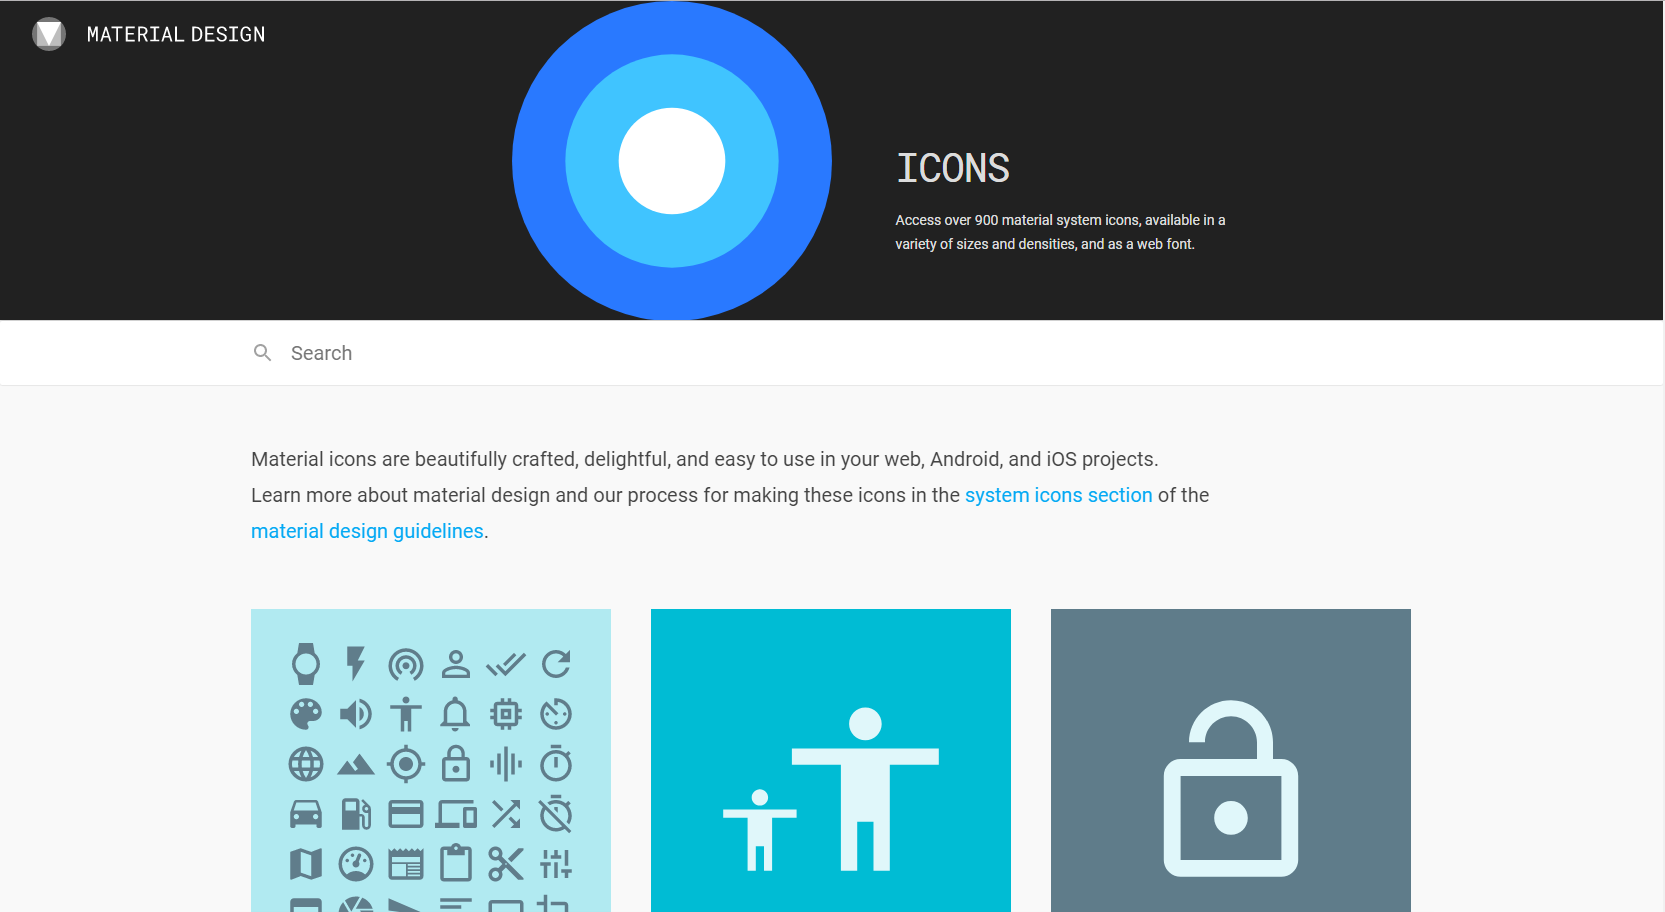 MATERIAL DESIGN
ICONS
Access over 900 material system icons, available in a
variety of sizes and densities, and as a web font.
Search
Material icons are beautifully crafted, delightful, and easy to use in your web, Android, and iOS projects.
Learn more about material design and our process for making these icons in the system icons section of the
material design guidelines.